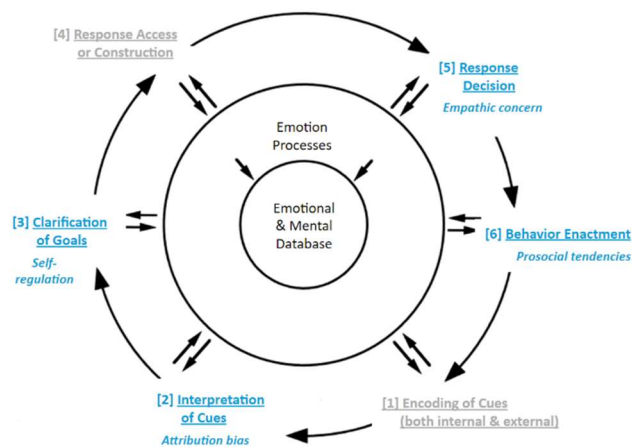 [4] Response Access
or Construction
[5] Response
Decision
Empathic concern
Emotion
Processes
Emotional
& Mental
Database
[3] Clarification
of Goals
Self-
regulation
[6] Behavior Enactment
Prosocial tendencies
[2] Interpretation
of Cues
Attribution bias
[1] Encoding of Cues
(both internal & external)